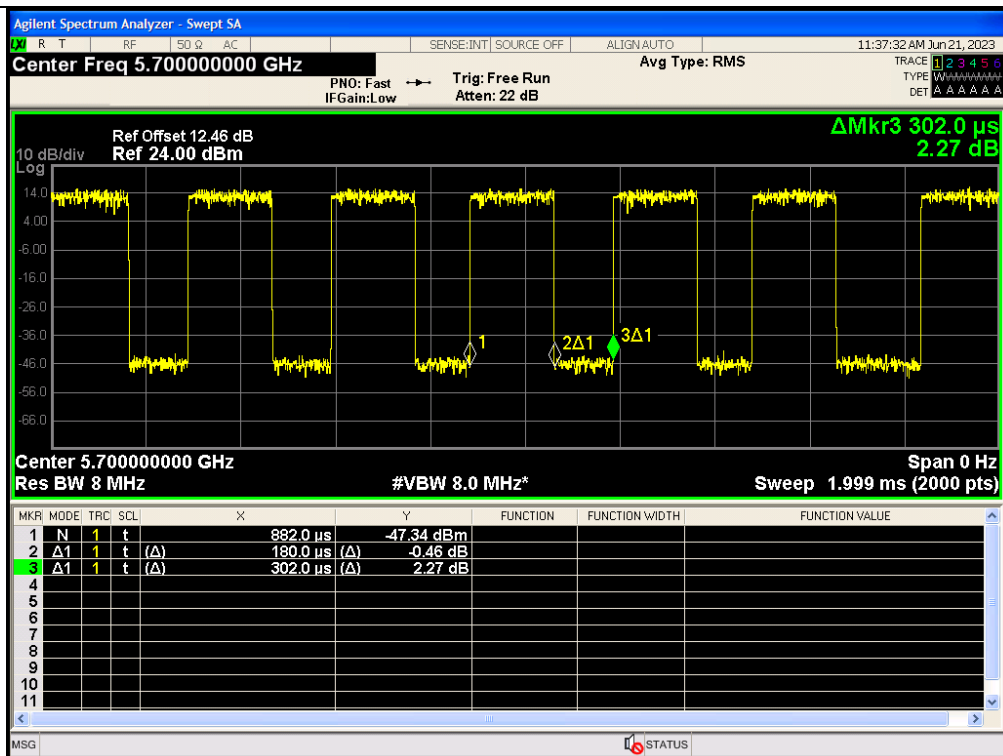 Agilent Spectrum Analyzer - Swept SA
LXI R T RF 50 Ω AC SENSE:INT SOURCE OFF ALIGN AUTO 11:37:32 AM Jun 21, 2023
Center Freq 5.700000000 GHz Avg Type: RMS TRACE 1 2 3 4 5 6
PNO: Fast Trig: Free Run TYPE WWWWWW
IFGain:Low Atten: 22 dB DET A A A A A A
Ref Offset 12.46 dB ΔMkr3 302.0 µs
10 dB/div Ref 24.00 dBm 2.27 dB
Log
14.0
4.00
-6.00
-16.0
-26.0
-36.0
1 2Δ1 3Δ1
-46.0
-56.0
-66.0
Center 5.700000000 GHz Span 0 Hz
Res BW 8 MHz #VBW 8.0 MHz* Sweep 1.999 ms (2000 pts)
MKR MODE TRC SCL X Y FUNCTION FUNCTION WIDTH FUNCTION VALUE
1 N 1 t 882.0 µs -47.34 dBm
2 Δ1 1 t (Δ) 180.0 µs (Δ) -0.46 dB
3 Δ1 1 t (Δ) 302.0 µs (Δ) 2.27 dB
4
5
6
7
8
9
10
11
MSG STATUS